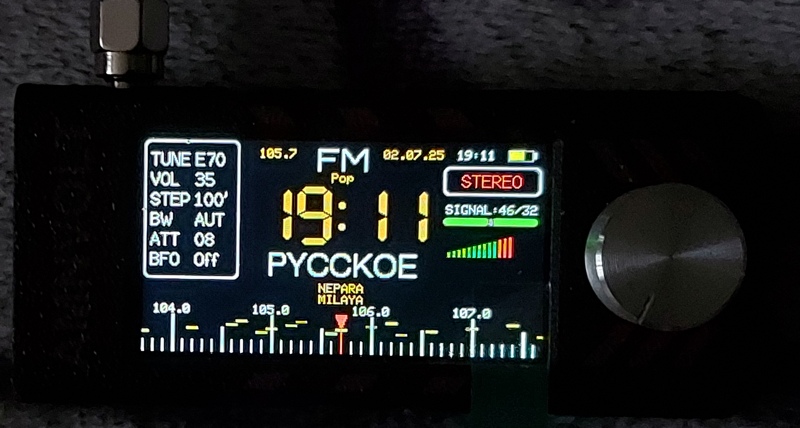 TUNE E70
VOL 35
STEP 100'
BW AUT
ATT 08
BFO Off
105.7 FM 02.07.25 19:11
Pop
STEREO
19:11
SIGNAL:46/32
РУССКОЕ
NEPARA
MILAYA
104.0 105.0 106.0 107.0